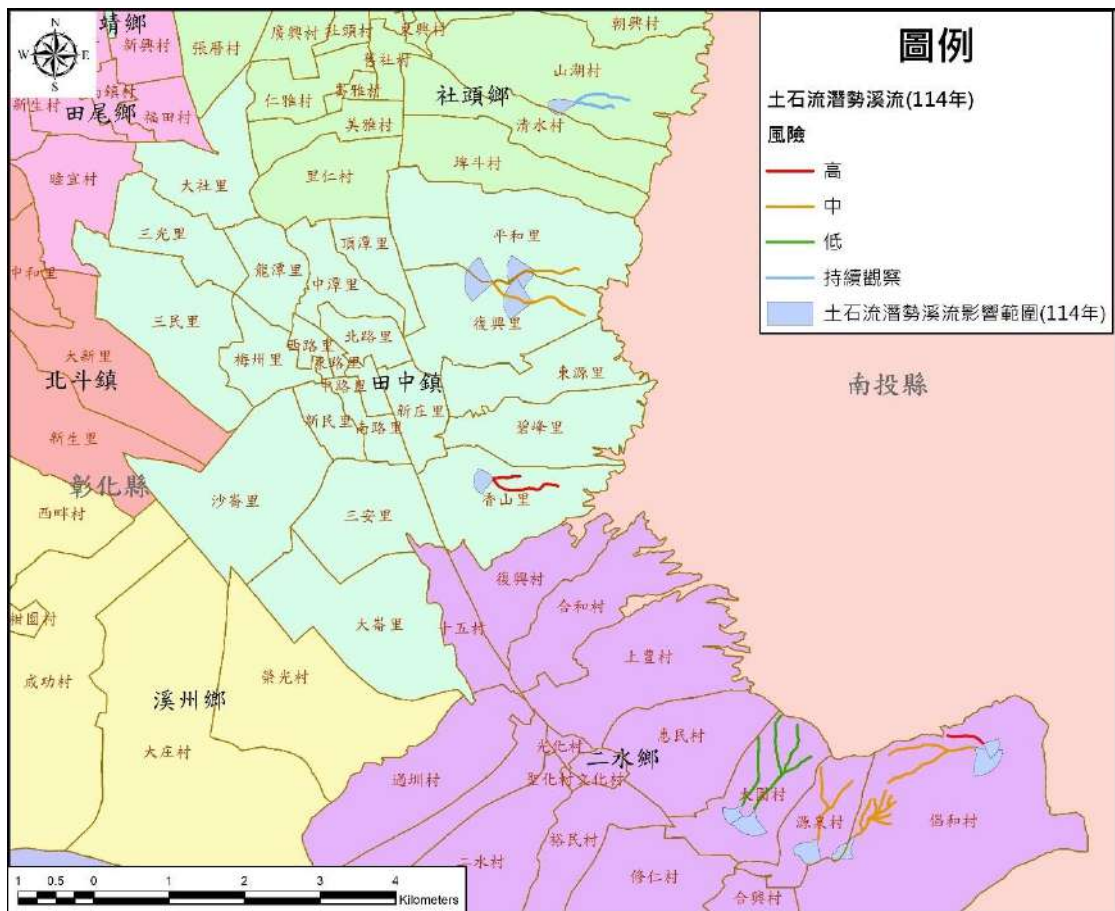 N
W
E
S
靖鄉
新興村
張厝村
廣興村
社頭村
東興村
朝興村
舊社村
山湖村
新生村
田尾鄉
福田村
仁雅村
社頭鄉
美雅村
清水村
睦宜村
大社里
里仁村
埤斗村
三光里
頂潭里
平和里
中和里
龍潭里
中潭里
三民里
復興里
北路里
西路里
大新里
梅州里
東路里
東源里
北斗鎮
田中鎮
新庄里
新民里
南路里
碧峰里
新生里
彰化縣
南投縣
西畔村
沙崙里
三安里
香山里
復興村
合和村
柑園村
大崙里
十五村
上豐村
成功村
榮光村
溪州鄉
大庄村
惠民村
光化村
二水鄉
過圳村
聖化村
文化村
大園村
源泉村
倡和村
裕民村
二水村
修仁村
合興村
圖例
土石流潛勢溪流(114年)
風險
高
中
低
持續觀察
土石流潛勢溪流影響範圍(114年)
1 0.5 0 1 2 3 4
Kilometers